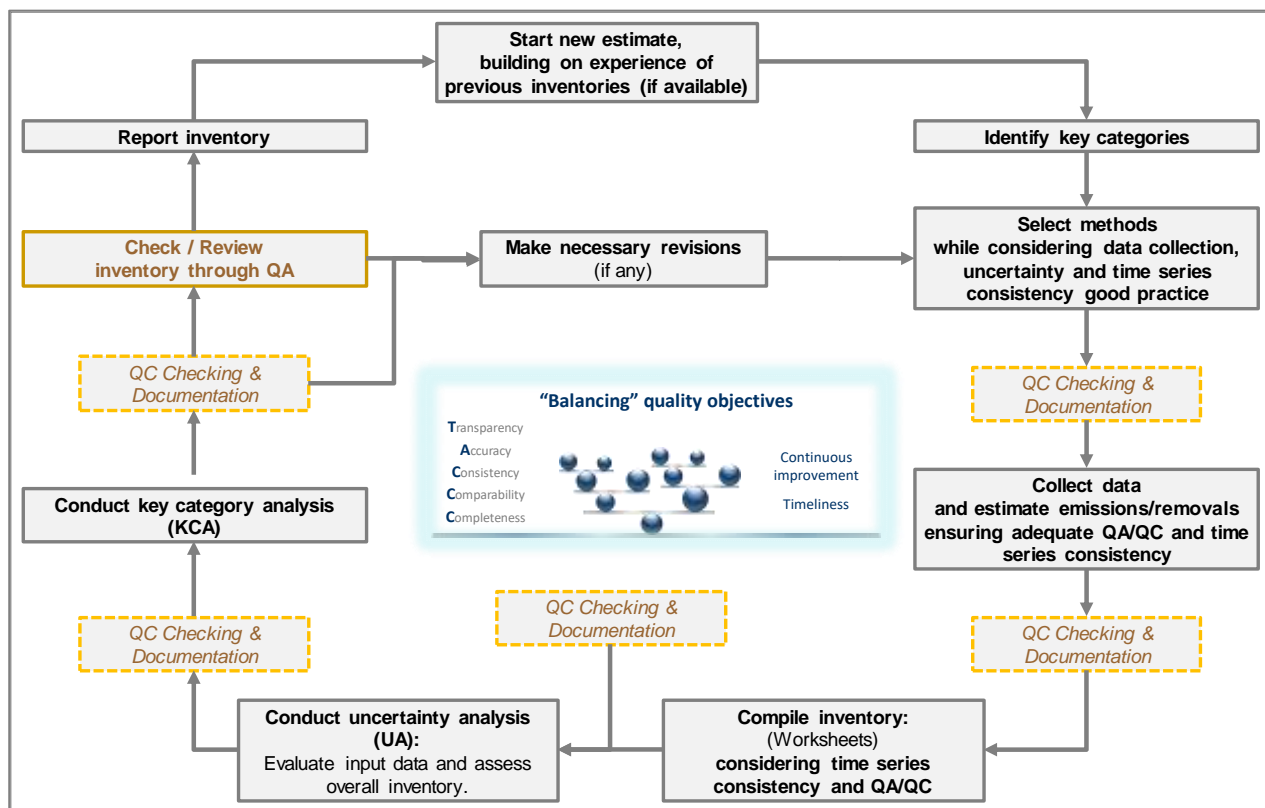 Start new estimate,
building on experience of
previous inventories (if available)
Report inventory
Identify key categories
Check / Review
inventory through QA
Make necessary revisions
(if any)
Select methods
while considering data collection,
uncertainty and time series
consistency good practice
QC Checking &
Documentation
QC Checking &
Documentation
“Balancing” quality objectives
Transparency
Accuracy
Consistency
Comparability
Completeness
Continuous
improvement
Timeliness
Conduct key category analysis
(KCA)
Collect data
and estimate emissions/removals
ensuring adequate QA/QC and time
series consistency
QC Checking &
Documentation
QC Checking &
Documentation
QC Checking &
Documentation
Conduct uncertainty analysis
(UA):
Evaluate input data and assess
overall inventory.
Compile inventory:
(Worksheets)
considering time series
consistency and QA/QC